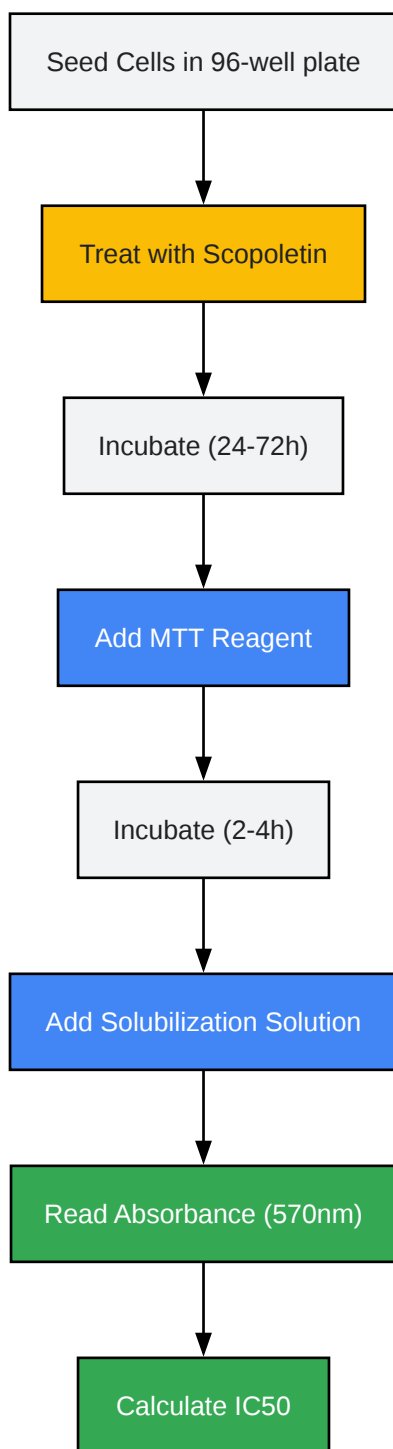 Seed Cells in 96-well plate
Treat with Scopoletin
Incubate (24-72h)
Add MTT Reagent
Incubate (2-4h)
Add Solubilization Solution
Read Absorbance (570nm)
Calculate IC50